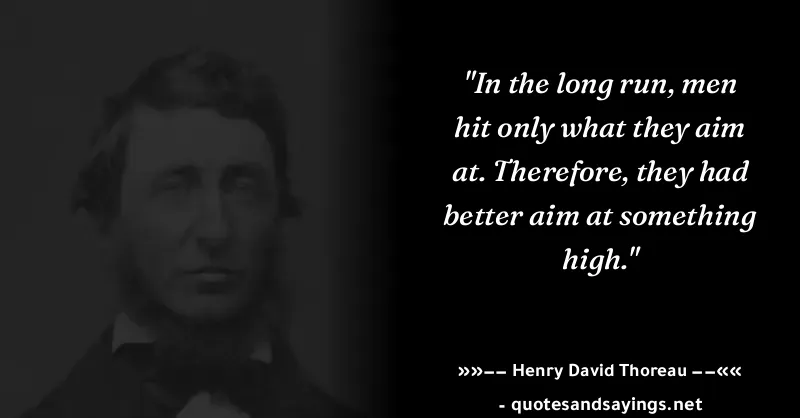 "In the long run, men
hit only what they aim
at. Therefore, they had
better aim at something
high."
»»–– Henry David Thoreau ––««
- quotesandsayings.net